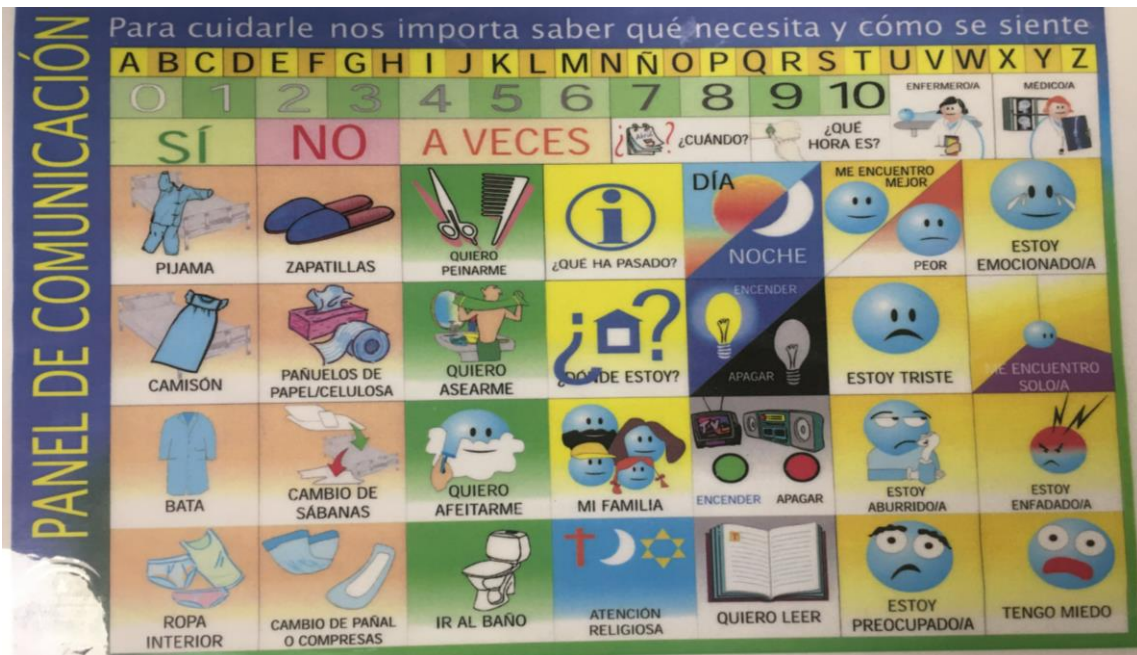 PANEL DE COMUNICACIÓN
Para cuidarle nos importa saber qué necesita y cómo se siente
A B C D E F G H I J K L M N Ñ O P Q R S T U V W X Y Z
0 1 2 3 4 5 6 7 8 9 10
ENFERMERO/A
MÉDICO/A
SÍ
NO
A VECES
¿ Abril ?
¿CUÁNDO?
¿QUÉ
HORA ES?
PIJAMA
ZAPATILLAS
QUIERO
PEINARME
i
¿QUÉ HA PASADO?
DÍA
NOCHE
ME ENCUENTRO
MEJOR
PEOR
ESTOY
EMOCIONADO/A
CAMISÓN
PAÑUELOS DE
PAPEL/CELULOSA
QUIERO
ASEARME
¿ ?
¿DÓNDE ESTOY?
ENCENDER
APAGAR
ESTOY TRISTE
ME ENCUENTRO
SOLO/A
BATA
CAMBIO DE
SÁBANAS
QUIERO
AFEITARME
MI FAMILIA
TV
ENCENDER
APAGAR
ESTOY
ABURRIDO/A
ESTOY
ENFADADO/A
ROPA
INTERIOR
CAMBIO DE PAÑAL
O COMPRESAS
IR AL BAÑO
ATENCIÓN
RELIGIOSA
QUIERO LEER
ESTOY
PREOCUPADO/A
TENGO MIEDO